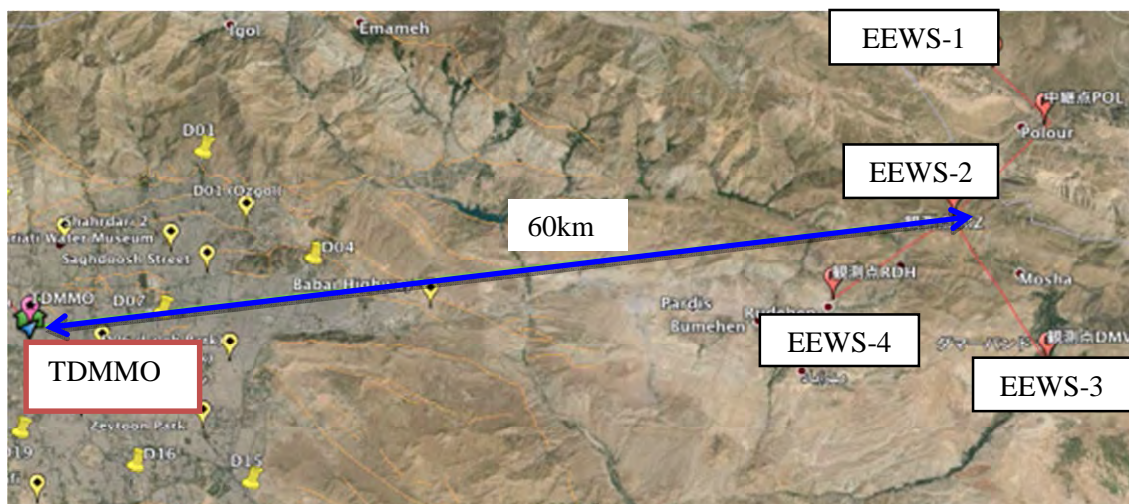 Igol
Emameh
EEWS-1
中継点POL
Polour
D01
EEWS-2
D01 (Ozgol)
60km
Shahrdari 2
Water Museum
Saghdoosh Street
D04
Mosha
観測点RDH
Babai Highway
Pardis
TDMMO
D07
Bumehen
EEWS-4
ダマーバンド
観測点DMV
TDMMO
EEWS-3
Zeytoon Park
D19
D16
D15